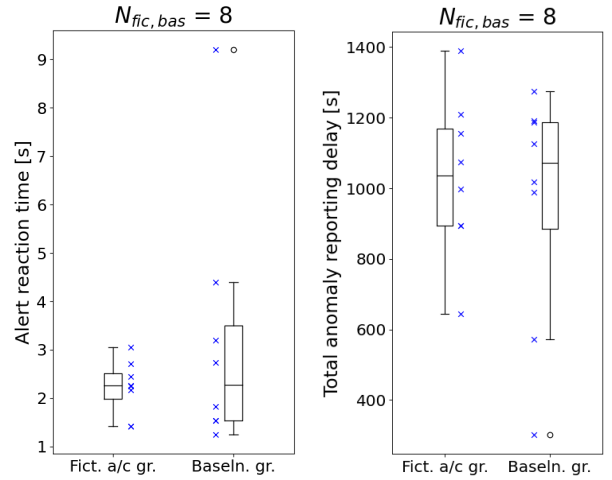 N_fic,bas = 8
Alert reaction time [s]
9
8
7
6
5
4
3
2
1
Fict. a/c gr. Baseln. gr.
N_fic,bas = 8
Total anomaly reporting delay [s]
1400
1200
1000
800
600
400
Fict. a/c gr. Baseln. gr.